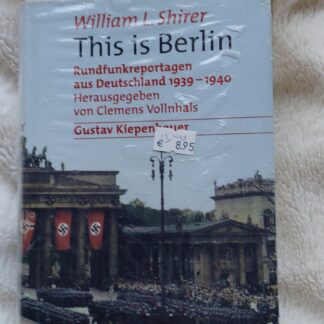 William L. Shirer
This is Berlin
Rundfunkreportagen
aus Deutschland 1939–1940
Herausgegeben
von Clemens Vollnhals
Gustav Kiepenheuer
€ 8.95